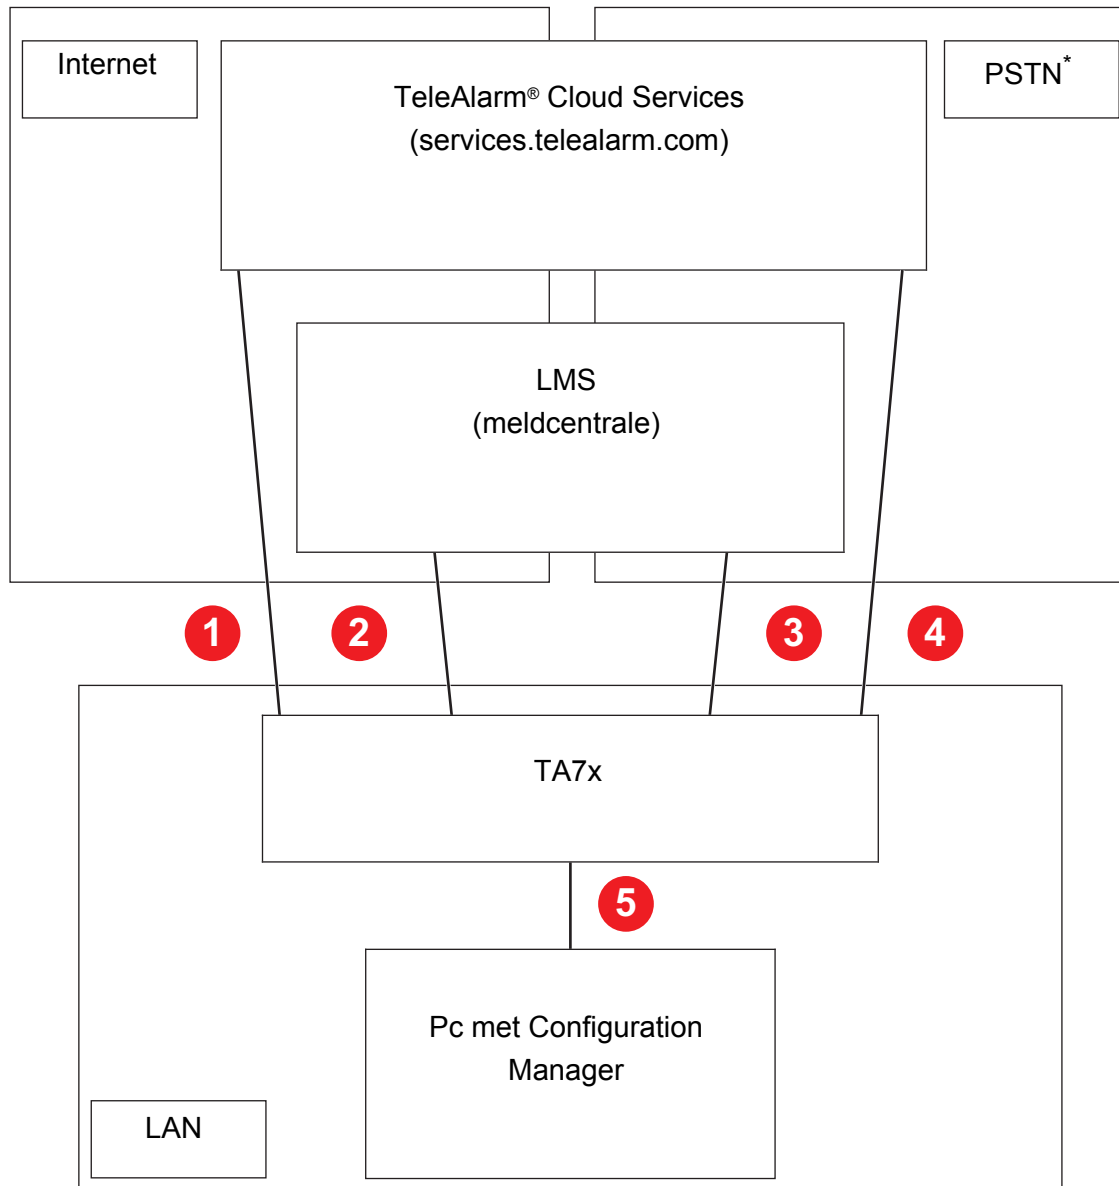 Internet
TeleAlarm® Cloud Services
(services.telealarm.com)
PSTN*
LMS
(meldcentrale)
1
2
3
4
TA7x
5
Pc met Configuration
Manager
LAN